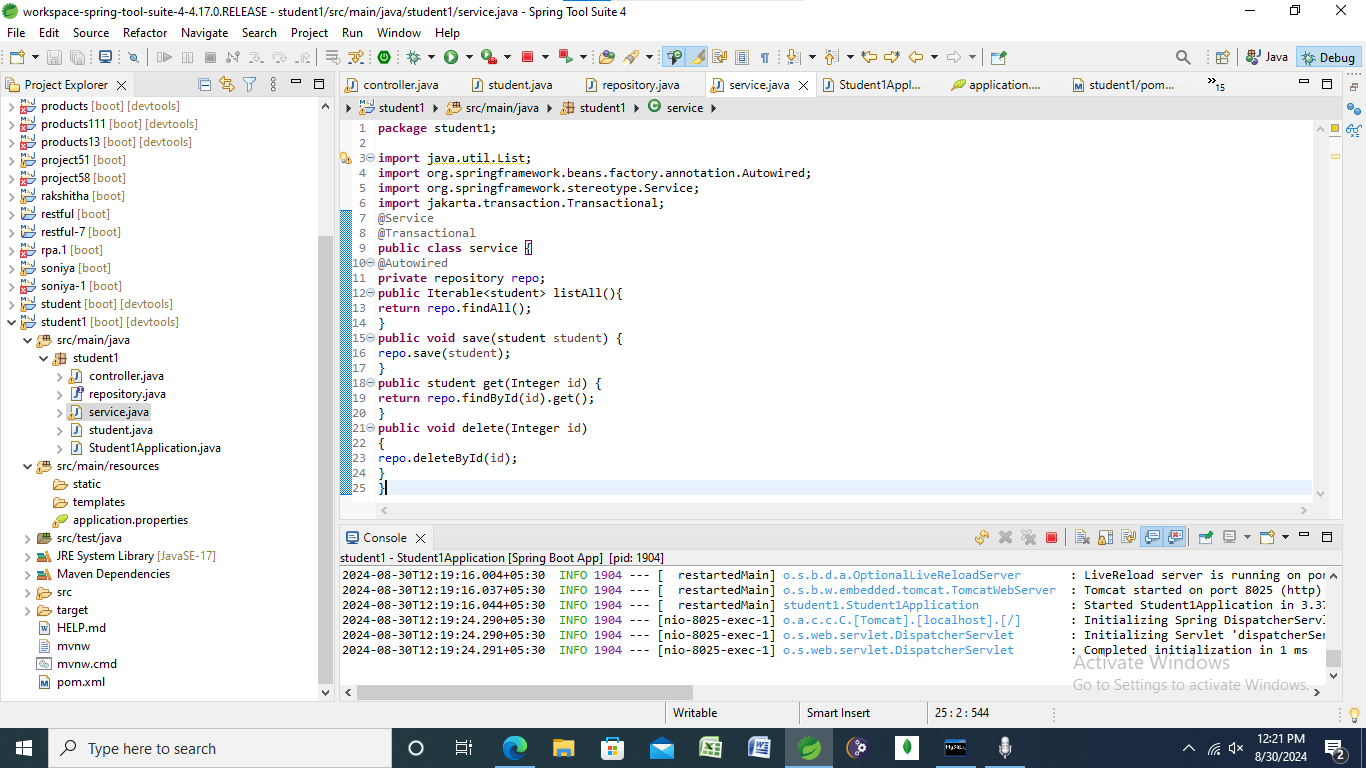 workspace-spring-tool-suite-4-4.17.0.RELEASE - student1/src/main/java/student1/service.java - Spring Tool Suite 4
File Edit Source Refactor Navigate Search Project Run Window Help
Java Debug
Project Explorer
products [boot] [devtools]
products111 [boot] [devtools]
products13 [boot] [devtools]
project51 [boot]
project58 [boot]
rakshitha [boot]
restful [boot]
restful-7 [boot]
rpa.1 [boot]
soniya [boot]
soniya-1 [boot]
student [boot] [devtools]
student1 [boot] [devtools]
src/main/java
student1
controller.java
repository.java
service.java
student.java
Student1Application.java
src/main/resources
static
templates
application.properties
src/test/java
JRE System Library [JavaSE-17]
Maven Dependencies
src
target
HELP.md
mvnw
mvnw.cmd
pom.xml
controller.java student.java repository.java service.java Student1Appl... application.... student1/pom... 15
student1 src/main/java student1 service
1 package student1;
2
3 import java.util.List;
4 import org.springframework.beans.factory.annotation.Autowired;
5 import org.springframework.stereotype.Service;
6 import jakarta.transaction.Transactional;
7 @Service
8 @Transactional
9 public class service {
10 @Autowired
11 private repository repo;
12 public Iterable<student> listAll(){
13 return repo.findAll();
14 }
15 public void save(student student) {
16 repo.save(student);
17 }
18 public student get(Integer id) {
19 return repo.findById(id).get();
20 }
21 public void delete(Integer id)
22 {
23 repo.deleteById(id);
24 }
25 }
Console
student1 - Student1Application [Spring Boot App] [pid: 1904]
2024-08-30T12:19:16.004+05:30 INFO 1904 --- [ restartedMain] o.s.b.d.a.OptionalLiveReloadServer : LiveReload server is running on por
2024-08-30T12:19:16.037+05:30 INFO 1904 --- [ restartedMain] o.s.b.w.embedded.tomcat.TomcatWebServer : Tomcat started on port 8025 (http)
2024-08-30T12:19:16.044+05:30 INFO 1904 --- [ restartedMain] student1.Student1Application : Started Student1Application in 3.37
2024-08-30T12:19:24.290+05:30 INFO 1904 --- [nio-8025-exec-1] o.a.c.c.C.[Tomcat].[localhost].[/] : Initializing Spring DispatcherServl
2024-08-30T12:19:24.290+05:30 INFO 1904 --- [nio-8025-exec-1] o.s.web.servlet.DispatcherServlet : Initializing Servlet 'dispatcherSer
2024-08-30T12:19:24.291+05:30 INFO 1904 --- [nio-8025-exec-1] o.s.web.servlet.DispatcherServlet : Completed initialization in 1 ms
Activate Windows
Go to Settings to activate Windows.
Writable Smart Insert 25 : 2 : 544
Type here to search
MySQL
12:21 PM
8/30/2024
2